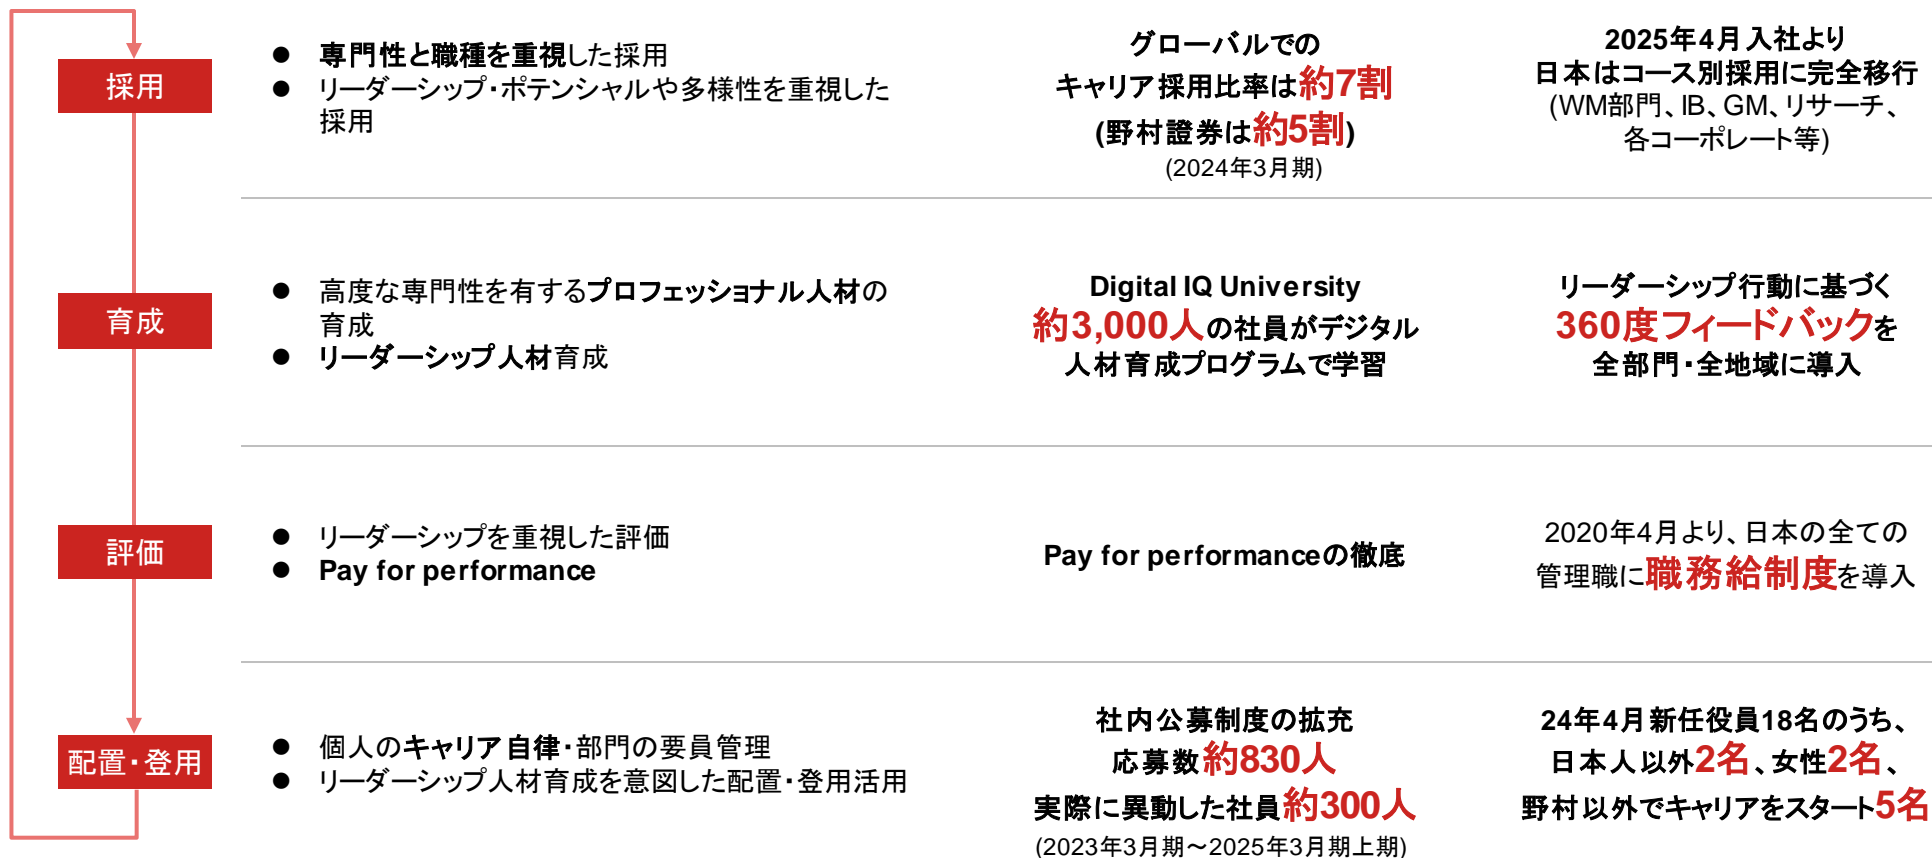 採用
● 専門性と職種を重視した採用
● リーダーシップ・ポテンシャルや多様性を重視した
採用
グローバルでの
キャリア採用比率は約7割
(野村證券は約5割)
(2024年3月期)
2025年4月入社より
日本はコース別採用に完全移行
(WM部門、IB、GM、リサーチ、
各コーポレート等)
育成
● 高度な専門性を有するプロフェッショナル人材の
育成
● リーダーシップ人材育成
Digital IQ University
約3,000人の社員がデジタル
人材育成プログラムで学習
リーダーシップ行動に基づく
360度フィードバックを
全部門・全地域に導入
評価
● リーダーシップを重視した評価
● Pay for performance
Pay for performanceの徹底
2020年4月より、日本の全ての
管理職に職務給制度を導入
配置・登用
● 個人のキャリア自律・部門の要員管理
● リーダーシップ人材育成を意図した配置・登用活用
社内公募制度の拡充
応募数約830人
実際に異動した社員約300人
(2023年3月期～2025年3月期上期)
24年4月新任役員18名のうち、
日本人以外2名、女性2名、
野村以外でキャリアをスタート5名